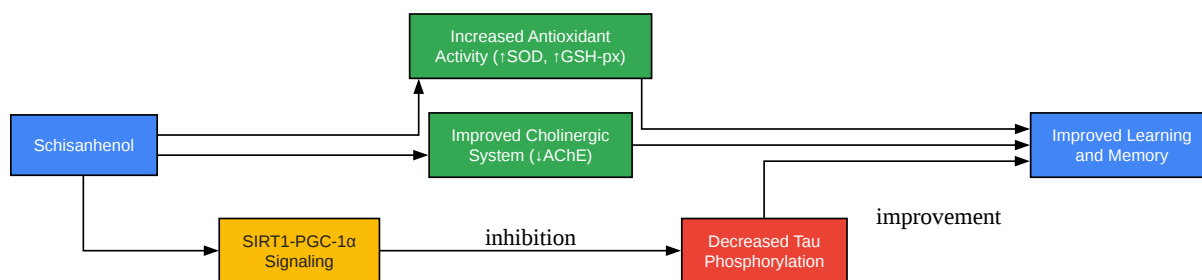 Increased Antioxidant
Activity (↑SOD, ↑GSH-px)
Schisanhenol
Improved Cholinergic
System (↓AChE)
Improved Learning
and Memory
SIRT1-PGC-1α
Signaling
inhibition
Decreased Tau
Phosphorylation
improvement